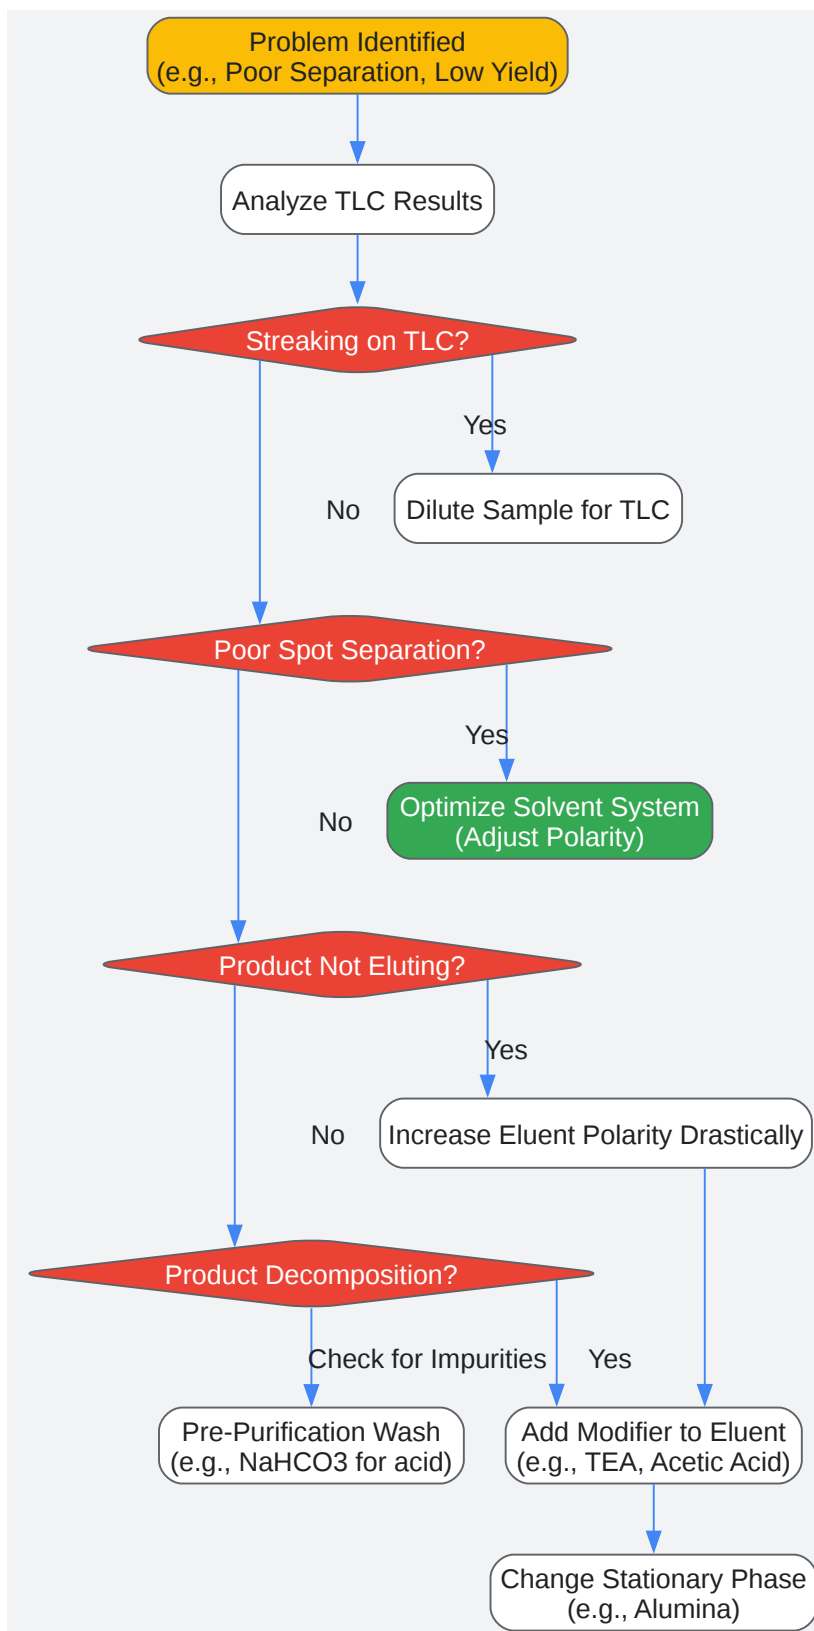 Problem Identified
(e.g., Poor Separation, Low Yield)
Analyze TLC Results
Streaking on TLC?
Yes
No
Dilute Sample for TLC
Poor Spot Separation?
Yes
No
Optimize Solvent System
(Adjust Polarity)
Product Not Eluting?
Yes
No
Increase Eluent Polarity Drastically
Product Decomposition?
Check for Impurities
Yes
Pre-Purification Wash
(e.g., NaHCO3 for acid)
Add Modifier to Eluent
(e.g., TEA, Acetic Acid)
Change Stationary Phase
(e.g., Alumina)